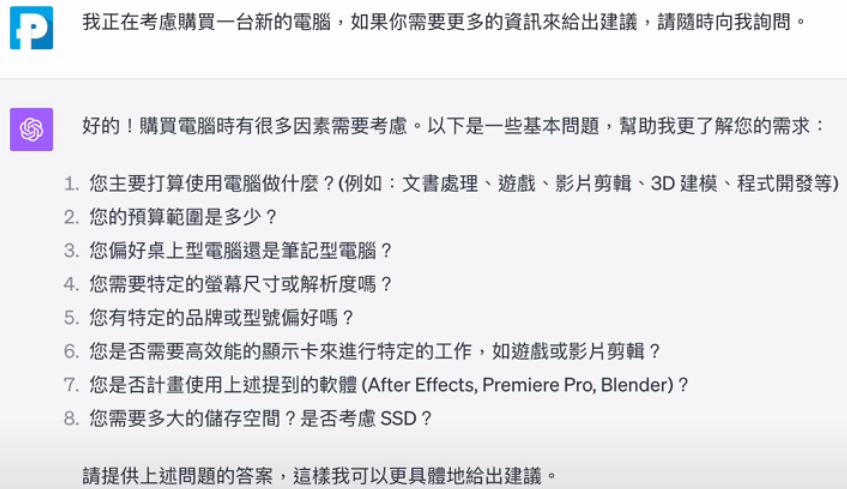 我正在考慮購買一台新的電腦，如果你需要更多的資訊來給出建議，請隨時向我詢問。
好的！購買電腦時有很多因素需要考慮。以下是一些基本問題，幫助我更了解您的需求：
1. 您主要打算使用電腦做什麼？(例如：文書處理、遊戲、影片剪輯、3D 建模、程式開發等)
2. 您的預算範圍是多少？
3. 您偏好桌上型電腦還是筆記型電腦？
4. 您需要特定的螢幕尺寸或解析度嗎？
5. 您有特定的品牌或型號偏好嗎？
6. 您是否需要高效能的顯示卡來進行特定的工作，如遊戲或影片剪輯？
7. 您是否計畫使用上述提到的軟體 (After Effects, Premiere Pro, Blender)？
8. 您需要多大的儲存空間？是否考慮 SSD？
請提供上述問題的答案，這樣我可以更具體地給出建議。